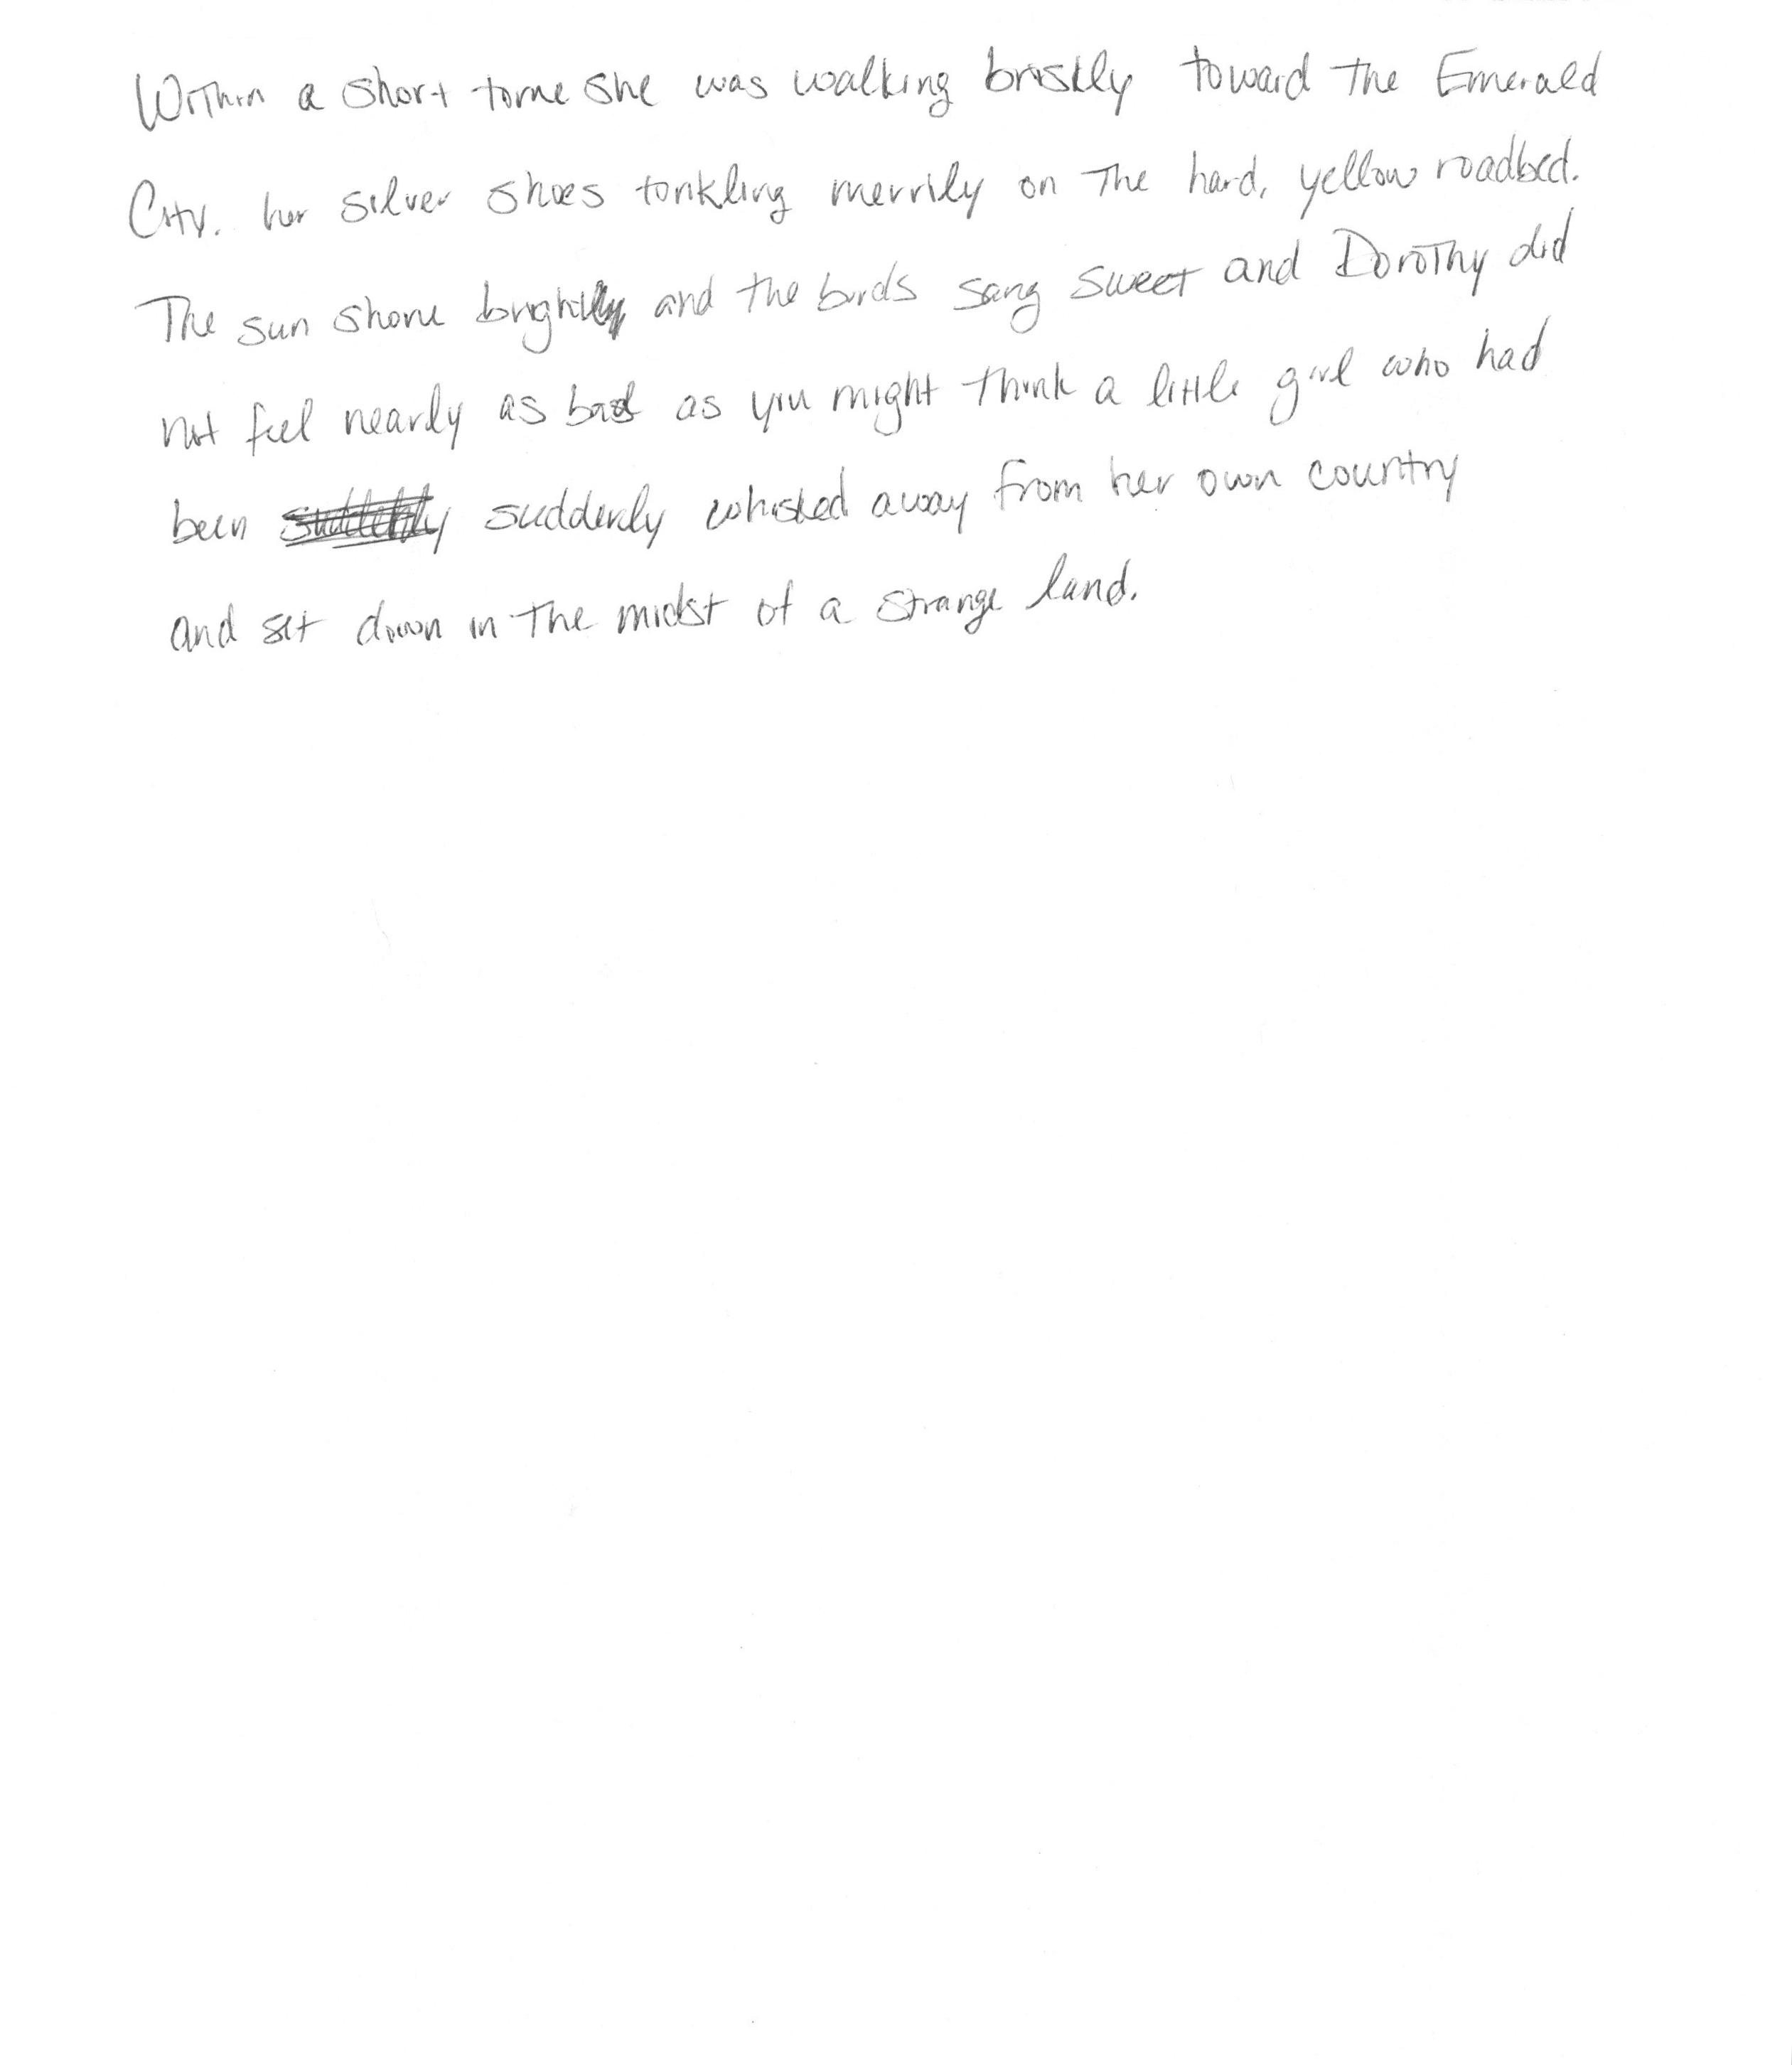 Within a short time she was walking briskly toward the Emerald
City. her silver shoes tinkling merrily on the hard, yellow roadbed.
The sun shone brightly and the birds sang sweet and Dorothy did
not feel nearly as bad as you might think a little girl who had
been suddenly whisked away from her own country
and set down in the midst of a strange land.